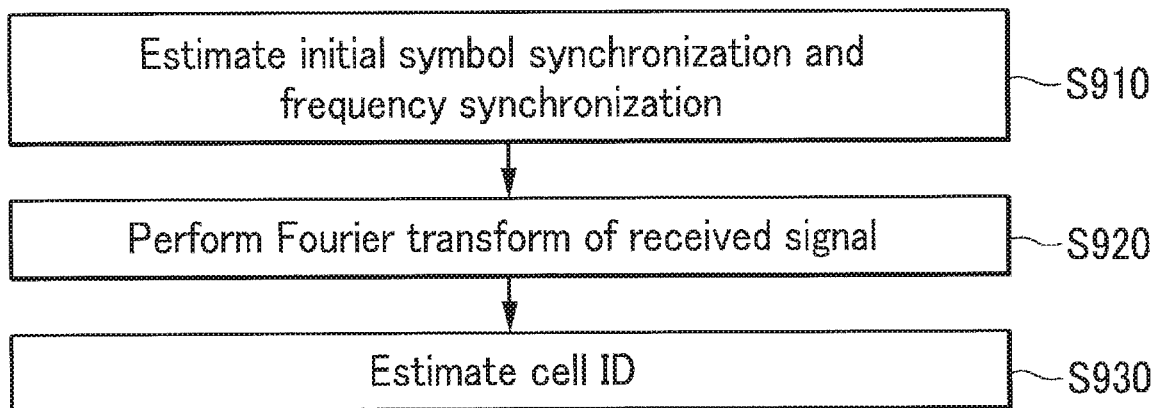 Estimate initial symbol synchronization and
frequency synchronization
S910
Perform Fourier transform of received signal
S920
Estimate cell ID
S930